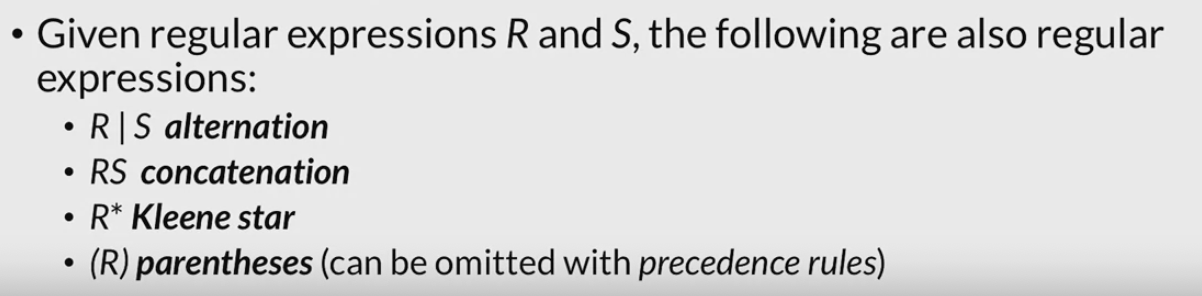 • Given regular expressions R and S, the following are also regular
expressions:
• R | S alternation
• RS concatenation
• R* Kleene star
• (R) parentheses (can be omitted with precedence rules)